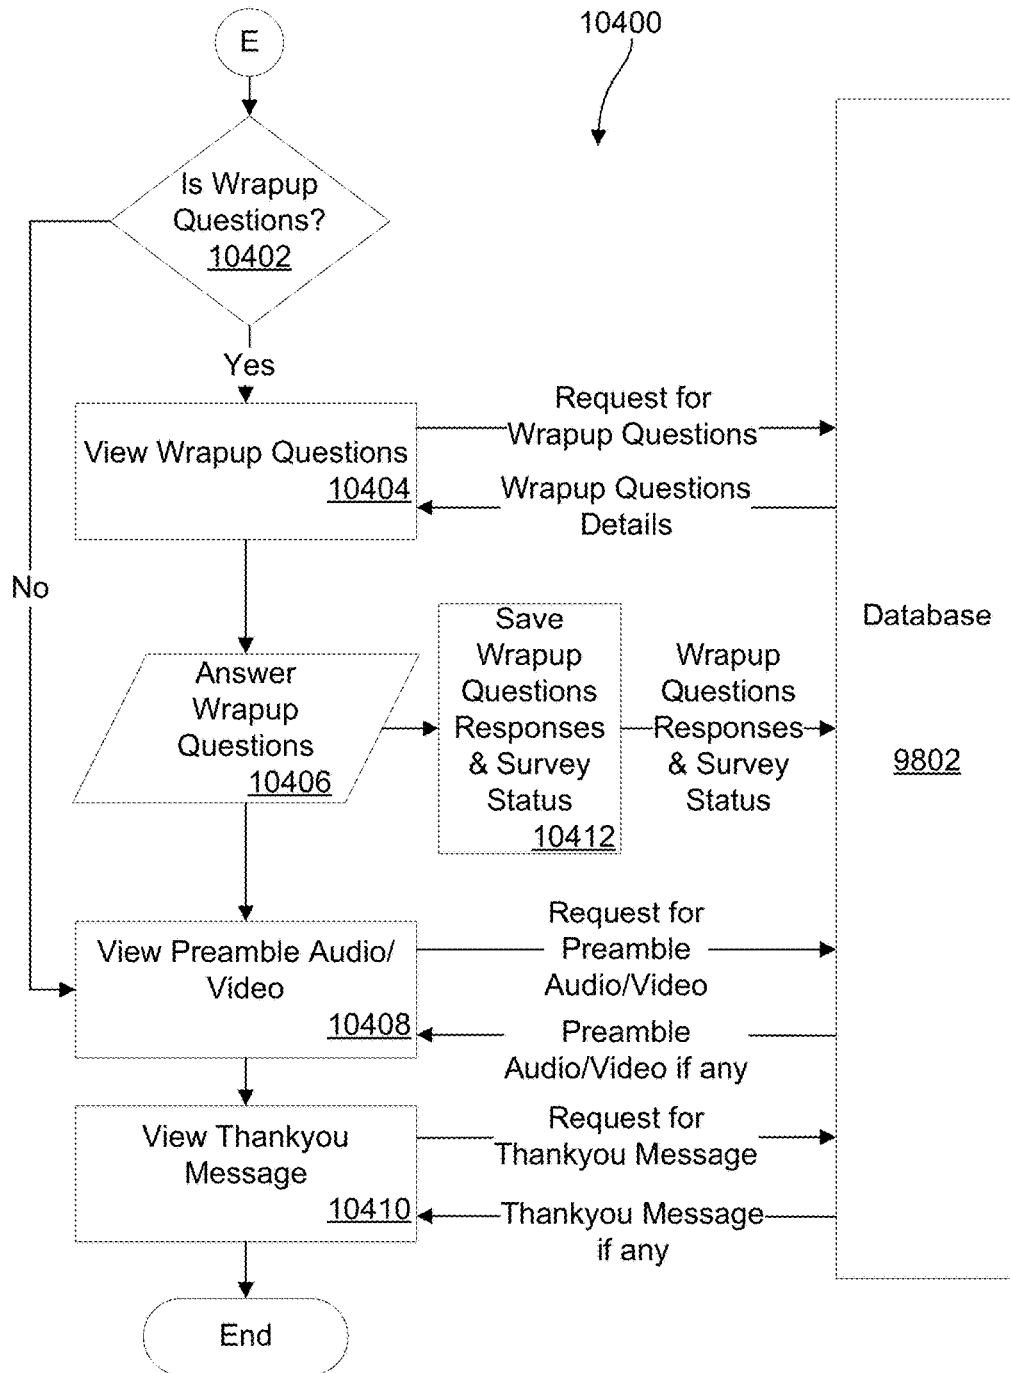 E
10400
Is Wrapup
Questions?
10402
Yes
No
View Wrapup Questions
10404
Request for
Wrapup Questions
Wrapup Questions
Details
Database
9802
Answer
Wrapup
Questions
10406
Save
Wrapup
Questions
Responses
& Survey
Status
10412
Wrapup
Questions
Responses
& Survey
Status
View Preamble Audio/
Video
10408
Request for
Preamble
Audio/Video
Preamble
Audio/Video if any
View Thankyou
Message
10410
Request for
Thankyou Message
Thankyou Message
if any
End